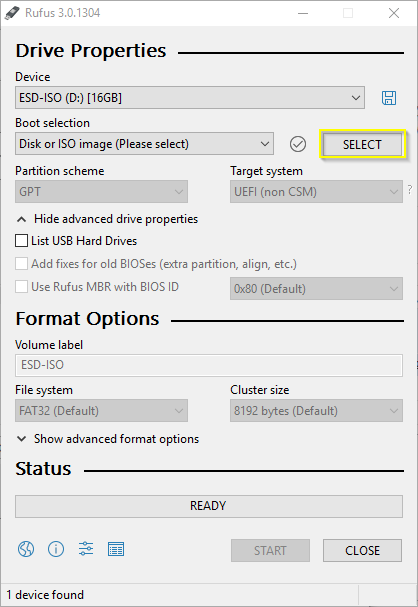 Rufus 3.0.1304
Drive Properties
Device
ESD-ISO (D:) [16GB]
Boot selection
Disk or ISO image (Please select)
SELECT
Partition scheme
Target system
GPT
UEFI (non CSM)
?
Hide advanced drive properties
List USB Hard Drives
Add fixes for old BIOSes (extra partition, align, etc.)
Use Rufus MBR with BIOS ID
0x80 (Default)
Format Options
Volume label
ESD-ISO
File system
Cluster size
FAT32 (Default)
8192 bytes (Default)
Show advanced format options
Status
READY
START
CLOSE
1 device found